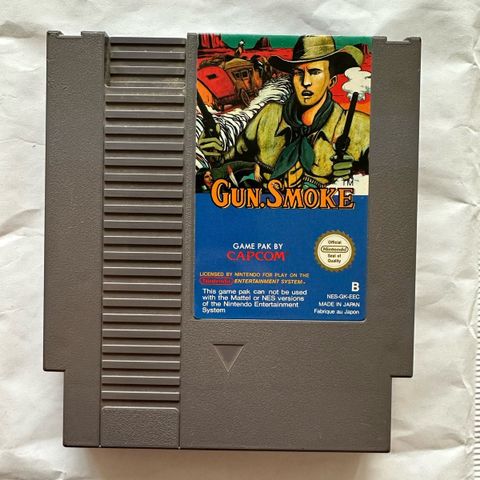 GUN.SMOKE
TM
GAME PAK BY
CAPCOM
Official
Nintendo
Seal of
Quality
LICENSED BY NINTENDO FOR PLAY ON THE
Nintendo ENTERTAINMENT SYSTEM.
This game pak can not be used
with the Mattel or NES versions
of the Nintendo Entertainment
System
B
NES-GK-EEC
MADE IN JAPAN
Fabrique au Japon